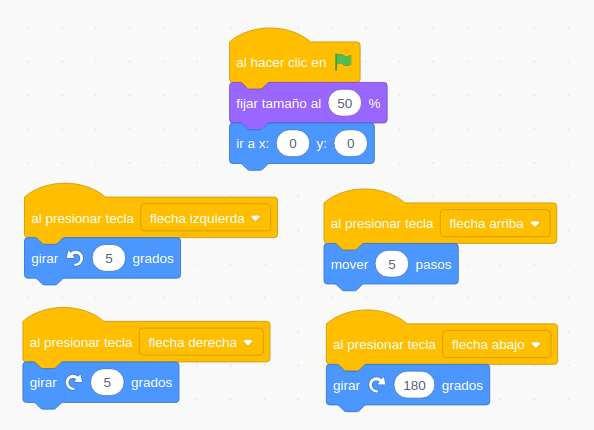 al hacer clic en
fijar tamaño al 50 %
ir a x: 0 y: 0
al presionar tecla flecha izquierda
girar 5 grados
al presionar tecla flecha arriba
mover 5 pasos
al presionar tecla flecha derecha
girar 5 grados
al presionar tecla flecha abajo
girar 180 grados